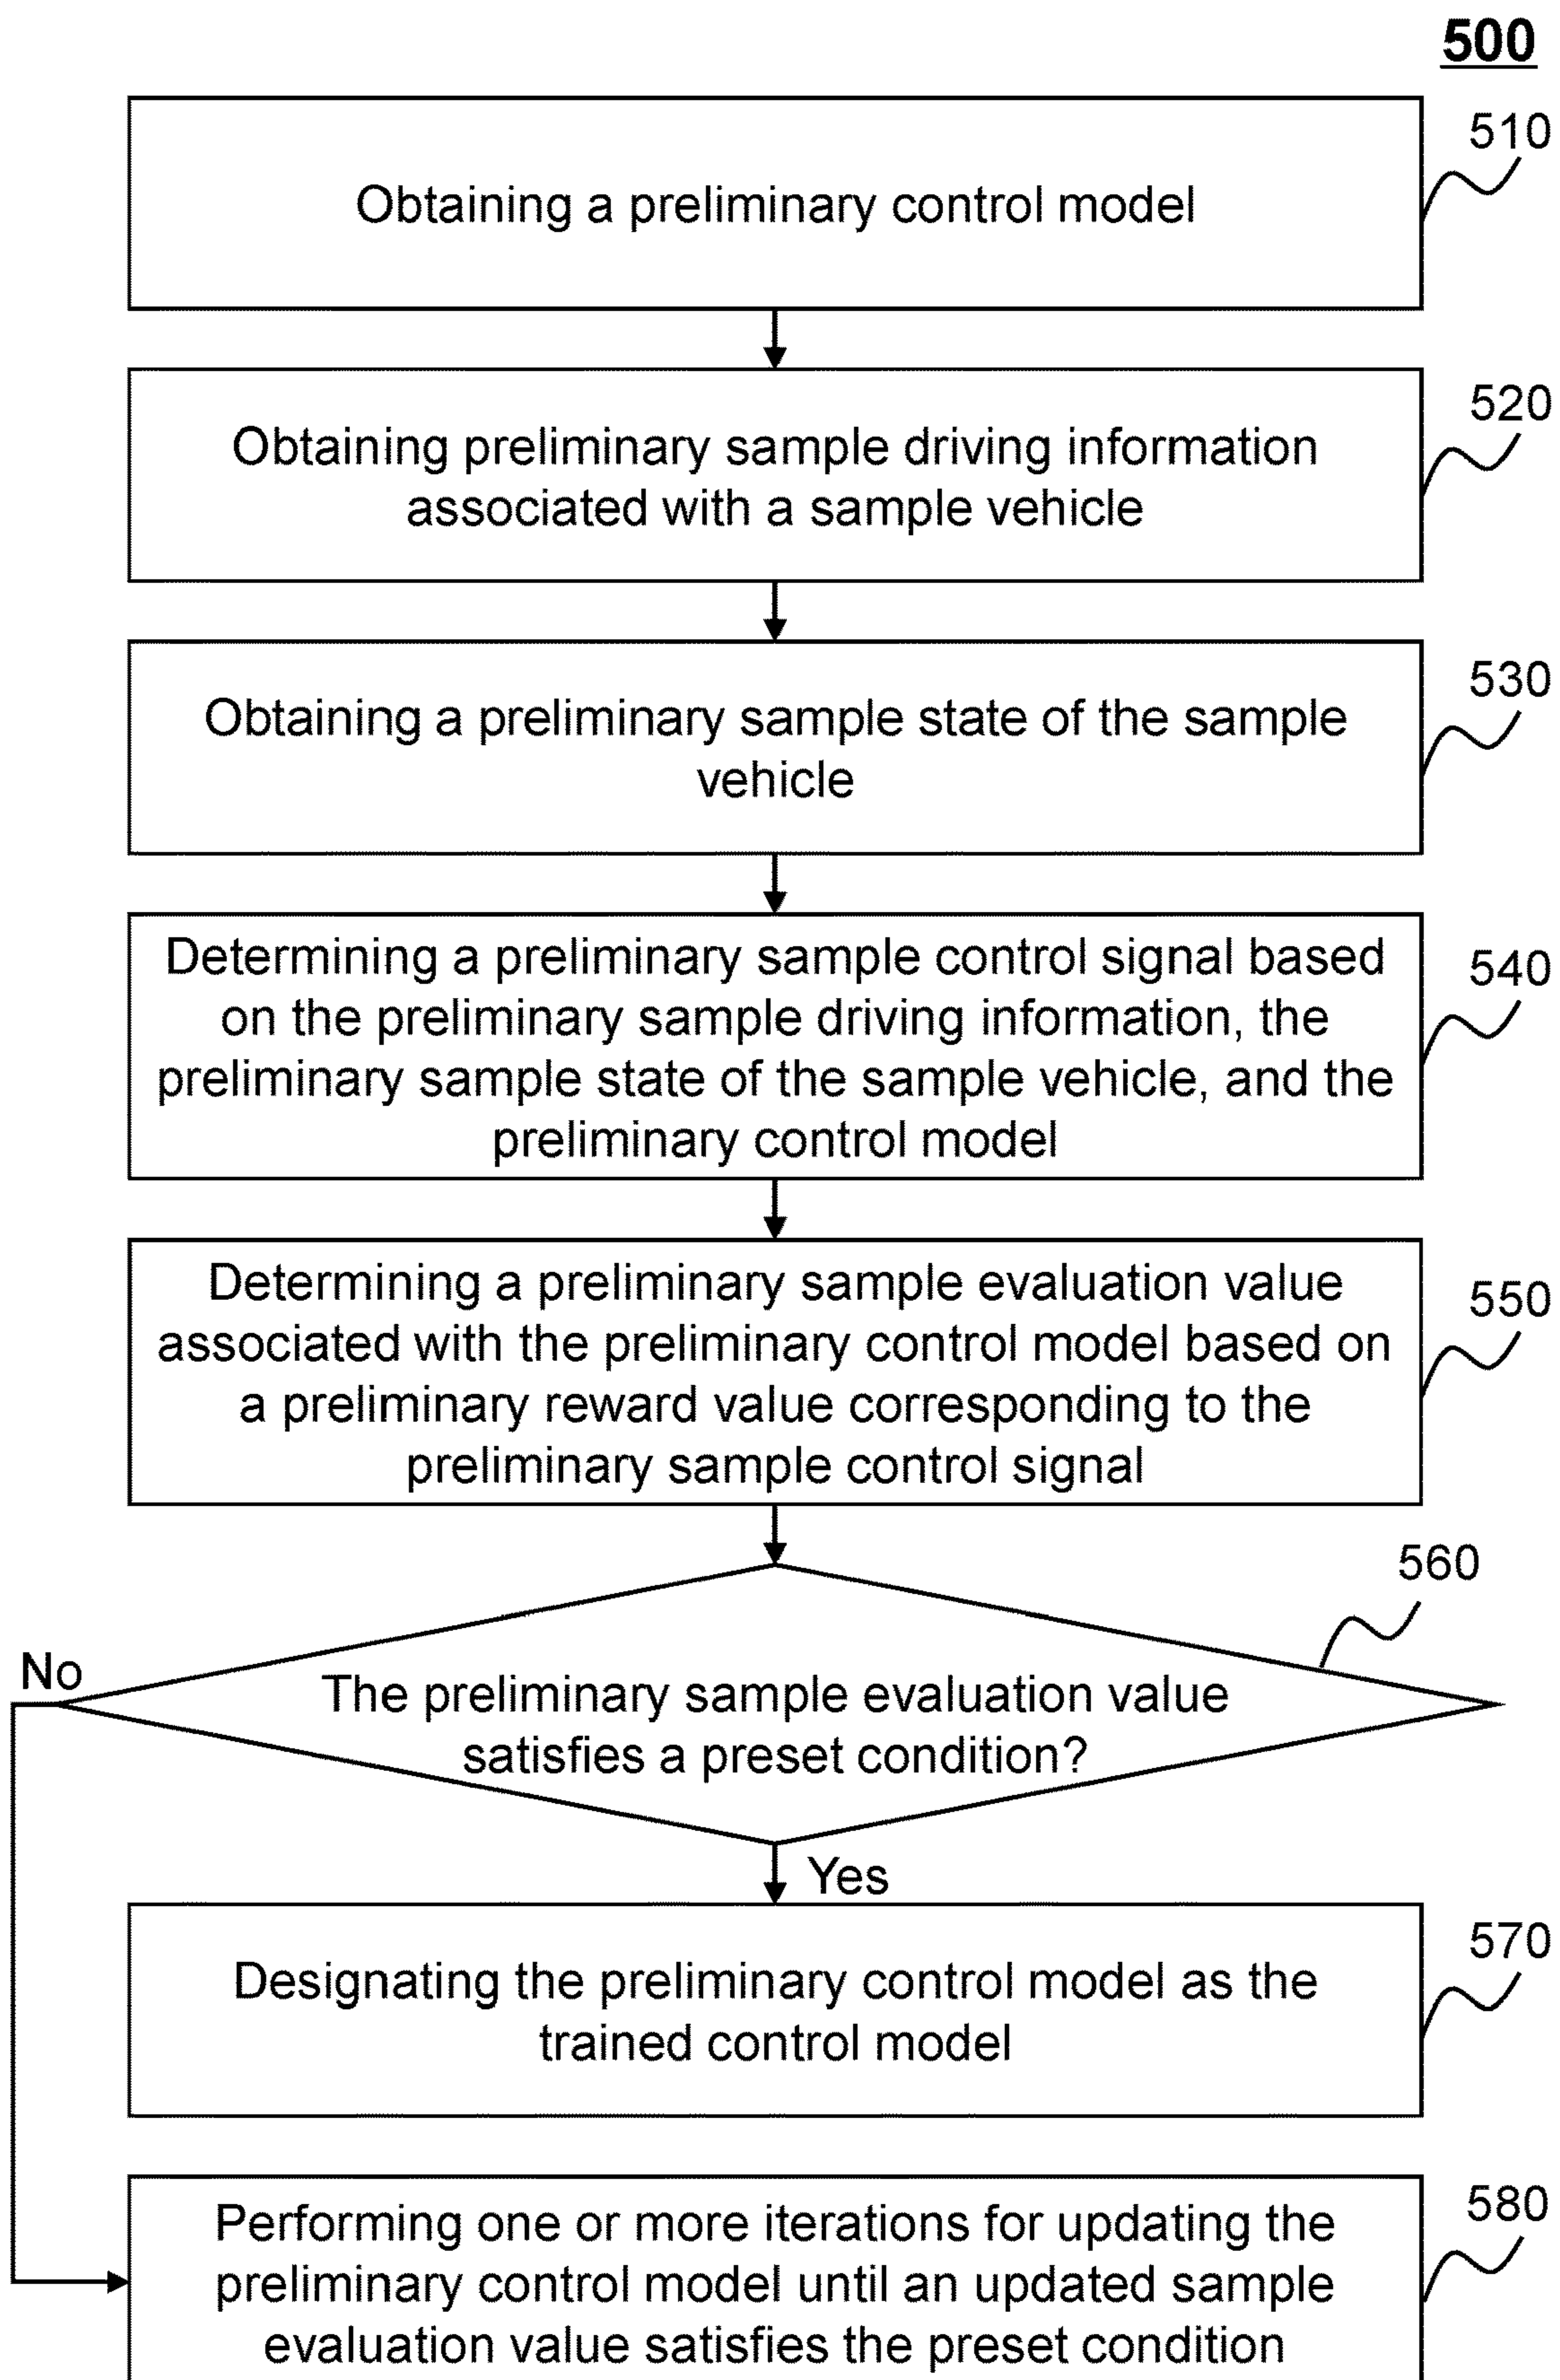 500
510
Obtaining a preliminary control model
520
Obtaining preliminary sample driving information
associated with a sample vehicle
530
Obtaining a preliminary sample state of the sample
vehicle
540
Determining a preliminary sample control signal based
on the preliminary sample driving information, the
preliminary sample state of the sample vehicle, and the
preliminary control model
550
Determining a preliminary sample evaluation value
associated with the preliminary control model based on
a preliminary reward value corresponding to the
preliminary sample control signal
560
No
The preliminary sample evaluation value
satisfies a preset condition?
Yes
570
Designating the preliminary control model as the
trained control model
580
Performing one or more iterations for updating the
preliminary control model until an updated sample
evaluation value satisfies the preset condition